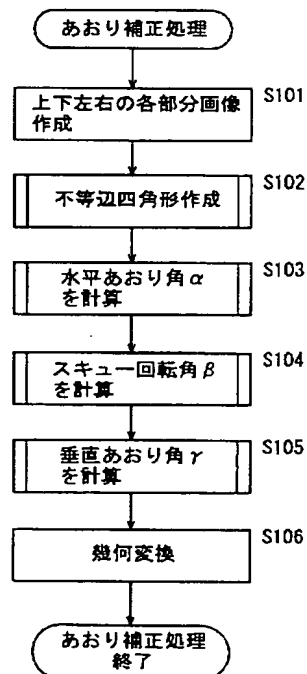 あおり補正処理
上下左右の各部分画像
作成
S101
不等辺四角形作成
S102
水平あおり角α
を計算
S103
スキュー回転角β
を計算
S104
垂直あおり角γ
を計算
S105
幾何変換
S106
あおり補正処理
終了